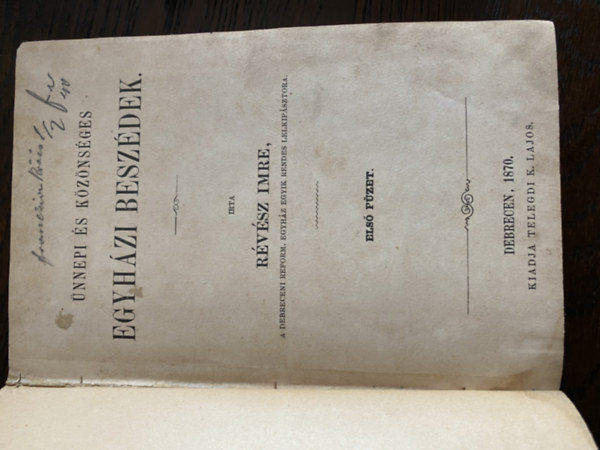 ÜNNEPI ÉS KÖZÖNSÉGES
EGYHÁZI BESZÉDEK.
IRTA
RÉVÉSZ IMRE,
A DEBRECENI REFORM. EGYHÁZ EGYIK RENDES LELKIPÁSZTORA.
ELSŐ FÜZET.
DEBRECEN, 1870.
KIADJA TELEGDI K. LAJOS.